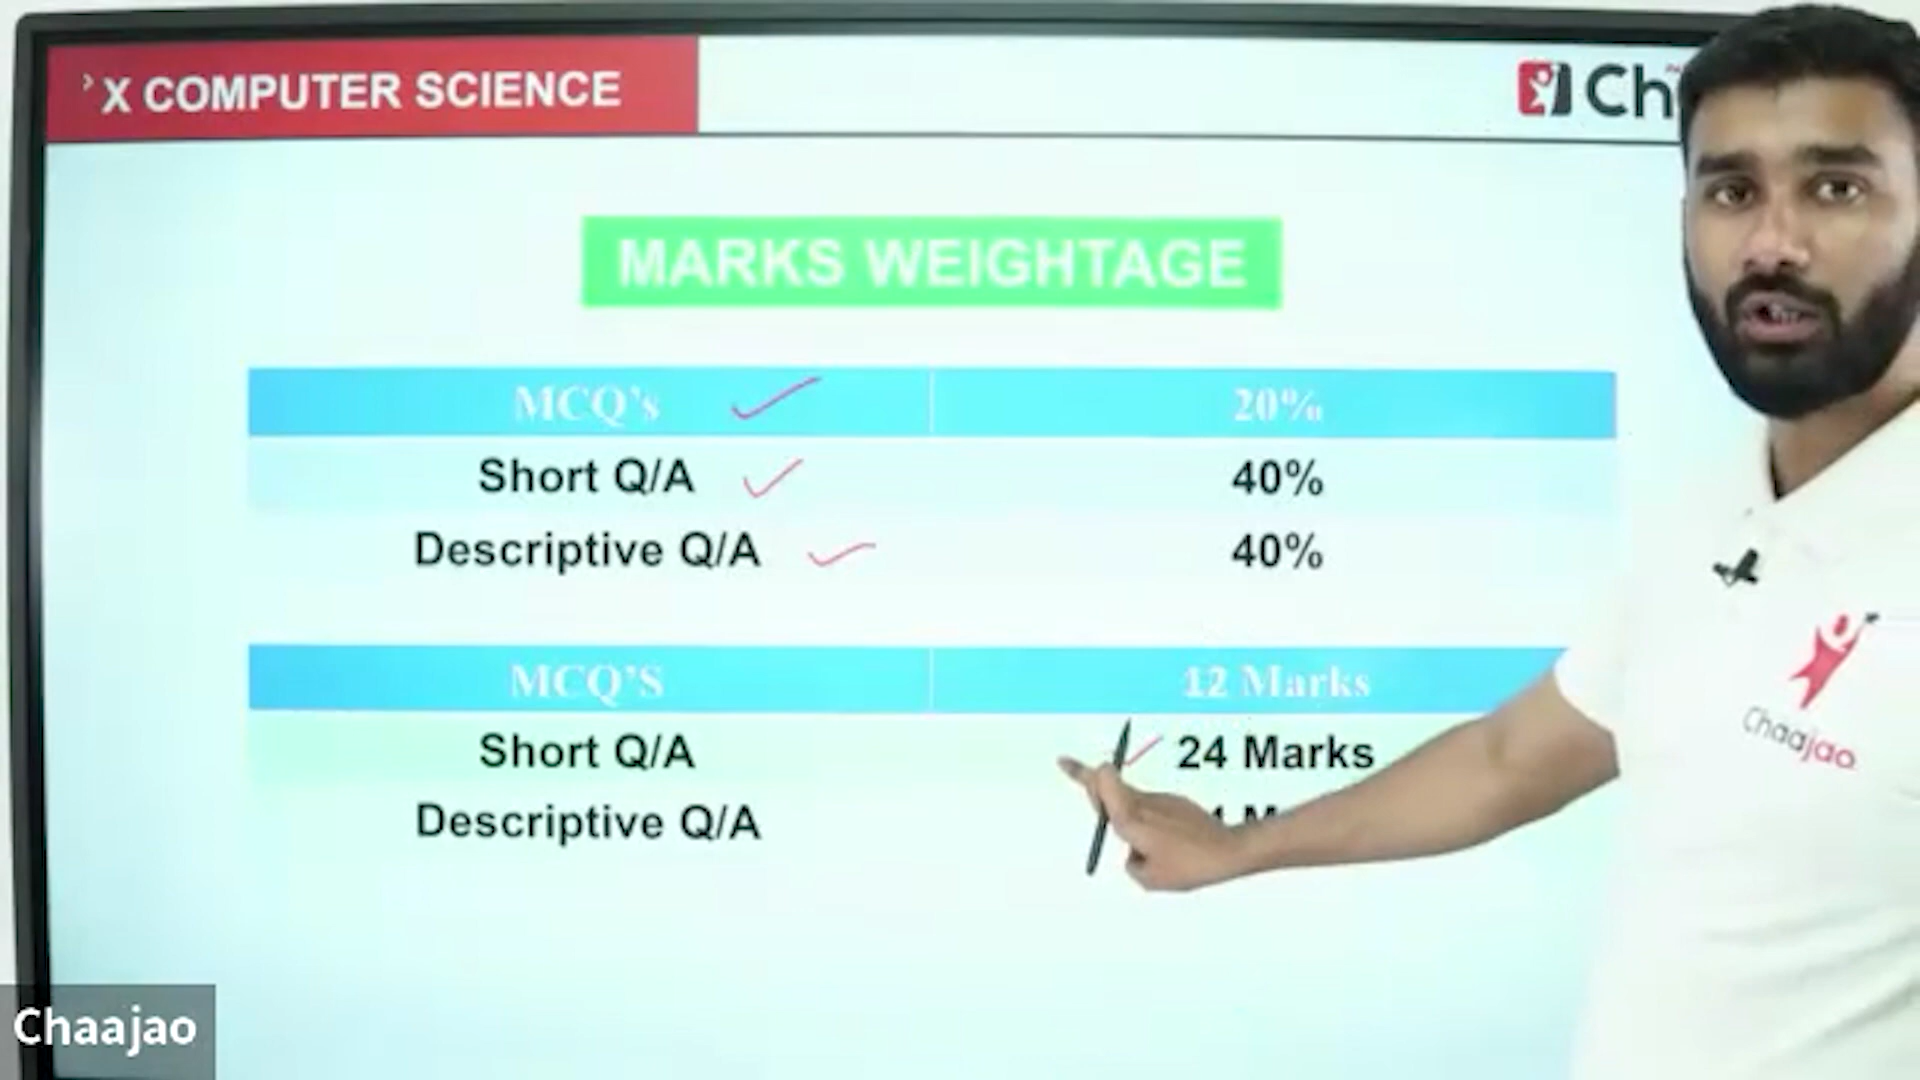 › X COMPUTER SCIENCE
Ch
MARKS WEIGHTAGE
MCQ's 20%
Short Q/A 40%
Descriptive Q/A 40%
MCQ'S 12 Marks
Short Q/A 24 Marks
Descriptive Q/A
Chaajao
Chaajao